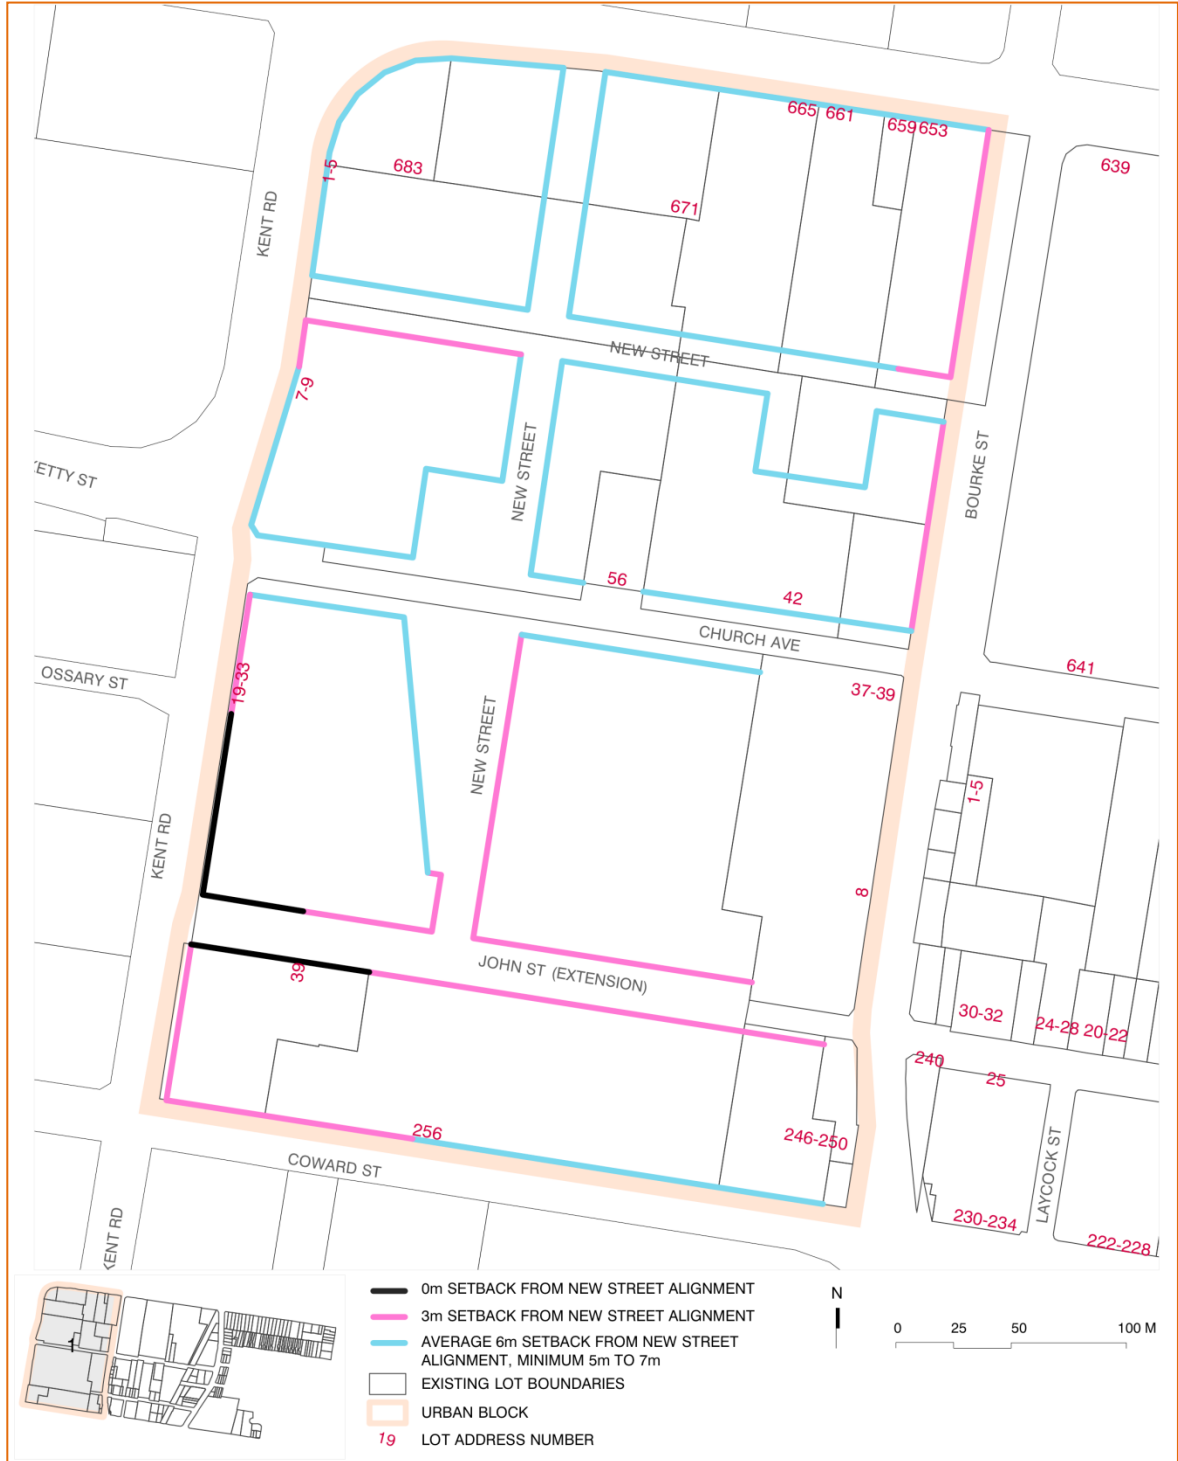 665 661
659 653
639
1-5
683
671
KENT RD
NEW STREET
7-9
NEW STREET
BOURKE ST
KETTY ST
56
42
CHURCH AVE
641
OSSARY ST
19-33
37-39
NEW STREET
1-5
KENT RD
8
39
JOHN ST (EXTENSION)
30-32
24-28 20-22
240
25
256
246-250
COWARD ST
LAYCOCK ST
KENT RD
230-234
222-228
1
0m SETBACK FROM NEW STREET ALIGNMENT
3m SETBACK FROM NEW STREET ALIGNMENT
AVERAGE 6m SETBACK FROM NEW STREET
ALIGNMENT, MINIMUM 5m TO 7m
EXISTING LOT BOUNDARIES
URBAN BLOCK
19 LOT ADDRESS NUMBER
N
0 25 50 100 M